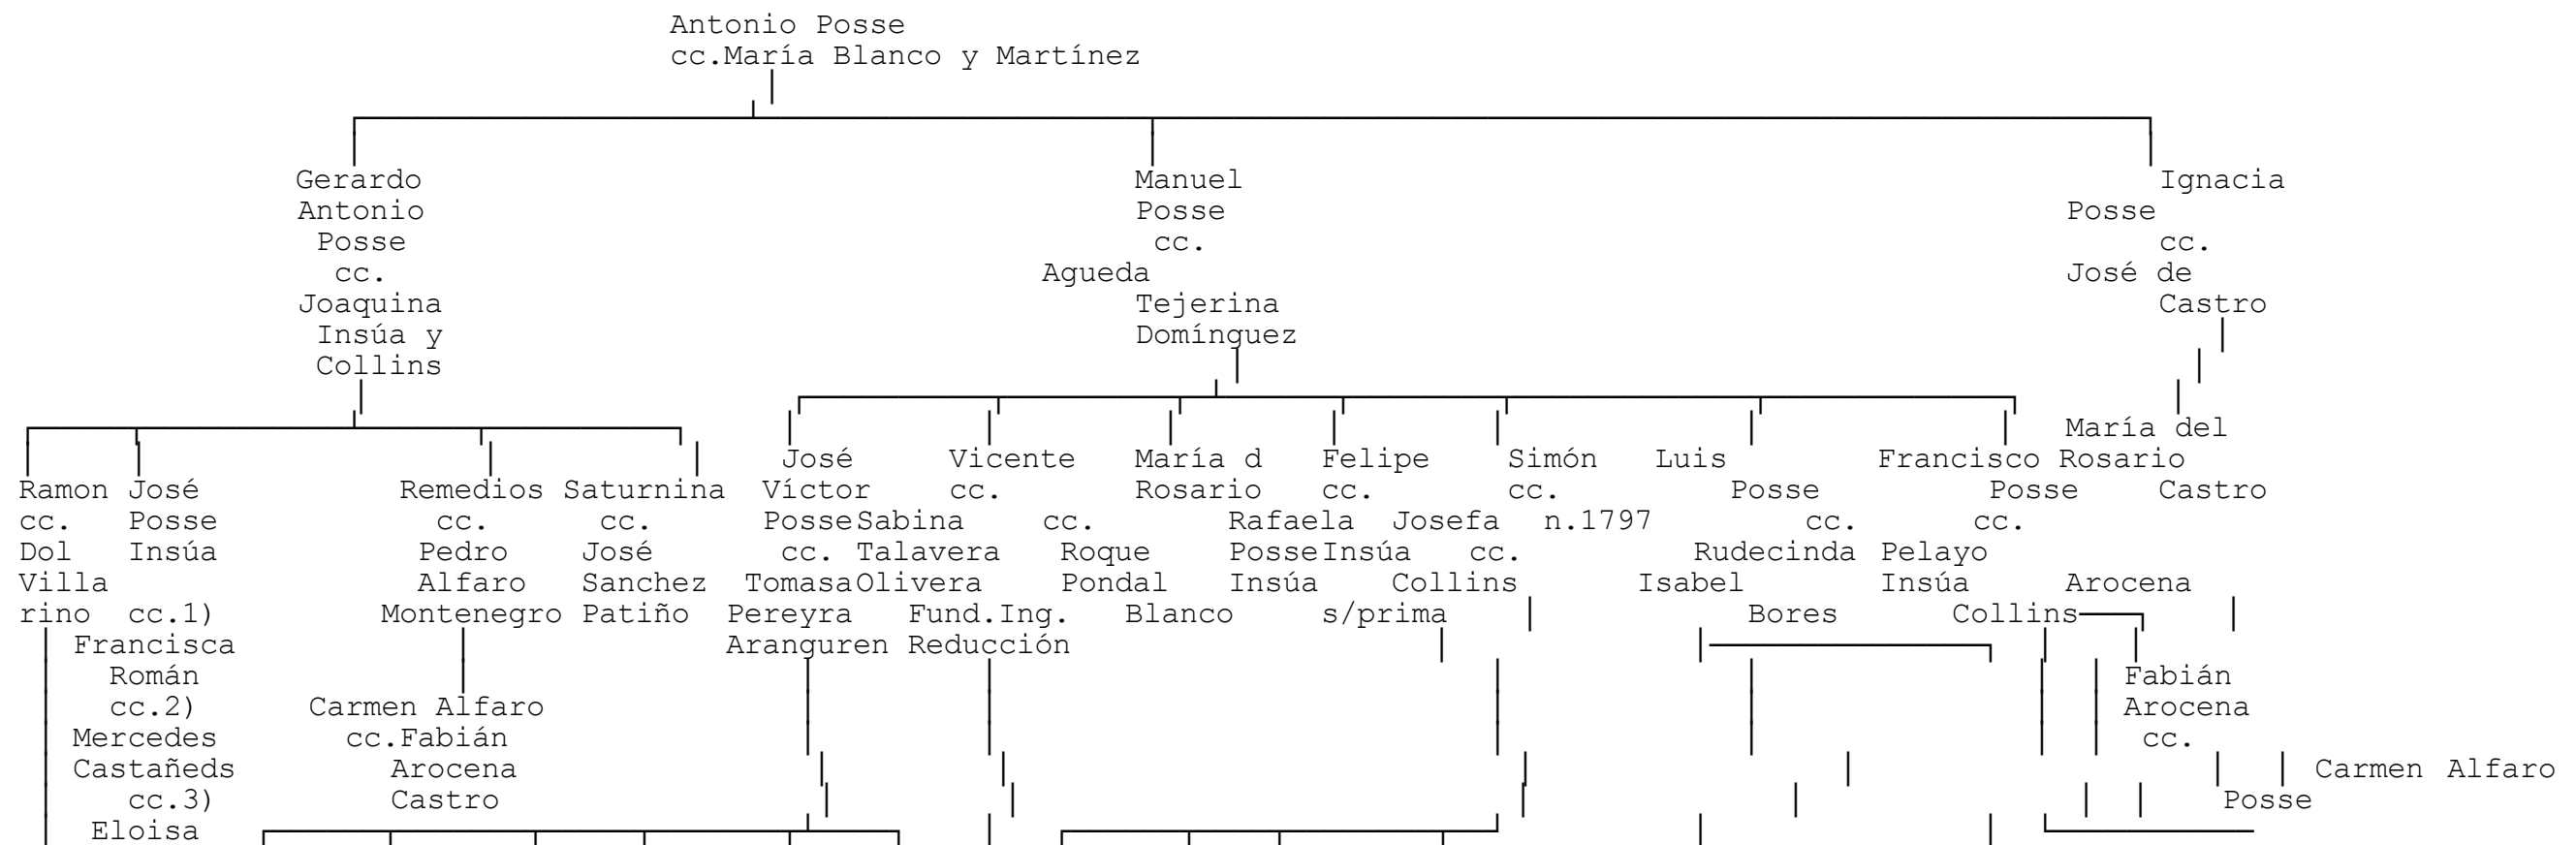 Antonio Posse
cc.María Blanco y Martínez
Gerardo Manuel Ignacia
Antonio Posse Posse
Posse cc. cc.
cc. Agueda José de
Joaquina Tejerina Castro
Insúa y Domínguez
Collins
María del
José Vicente María d Felipe Simón Luis Francisco Rosario
Ramon José Remedios Saturnina Víctor cc. Rosario cc. cc. Posse Posse Castro
cc. Posse cc. cc. Posse Sabina cc. Rafaela Josefa n.1797 cc. cc.
Dol Insúa Pedro José cc. Talavera Roque Posse Insúa cc. Rudecinda Pelayo
Villa Alfaro Sanchez Tomasa Olivera Pondal Insúa Collins Isabel Insúa Arocena
rino cc.1) Montenegro Patiño Pereyra Fund.Ing. Blanco s/prima Bores Collins
Francisca Aranguren Reducción
Román Fabián
cc.2) Carmen Alfaro Arocena
Mercedes cc.Fabián cc.
Castañeds Arocena Carmen Alfaro
cc.3) Castro Posse
Eloisa